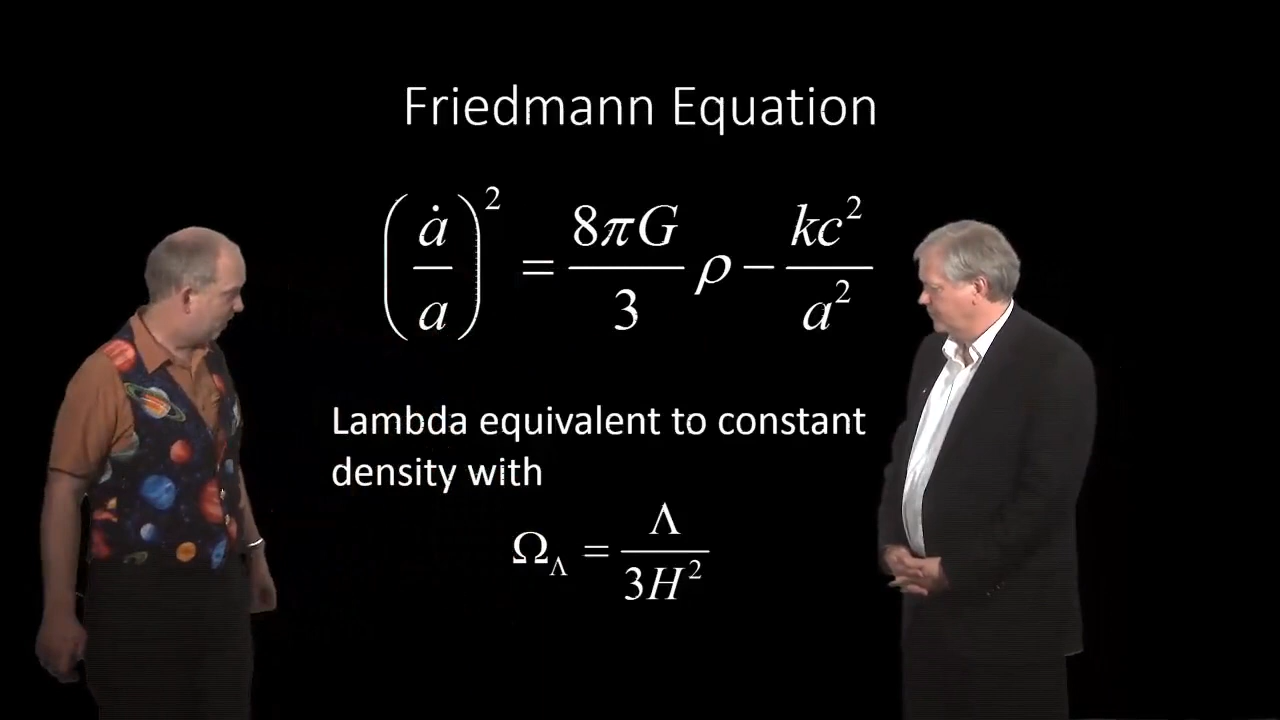 Friedmann Equation
(ȧ/a)² = 8πG/3 ρ − kc²/a²
Lambda equivalent to constant
density with
Ω_Λ = Λ/3H²